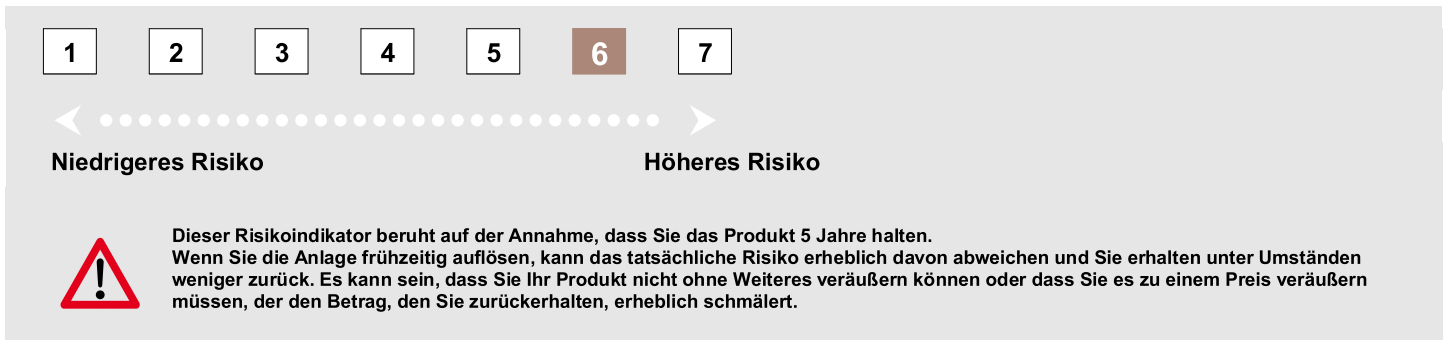 1 2 3 4 5 6 7
Niedrigeres Risiko Höheres Risiko
Dieser Risikoindikator beruht auf der Annahme, dass Sie das Produkt 5 Jahre halten.
Wenn Sie die Anlage frühzeitig auflösen, kann das tatsächliche Risiko erheblich davon abweichen und Sie erhalten unter Umständen
weniger zurück. Es kann sein, dass Sie Ihr Produkt nicht ohne Weiteres veräußern können oder dass Sie es zu einem Preis veräußern
müssen, der den Betrag, den Sie zurückerhalten, erheblich schmälert.